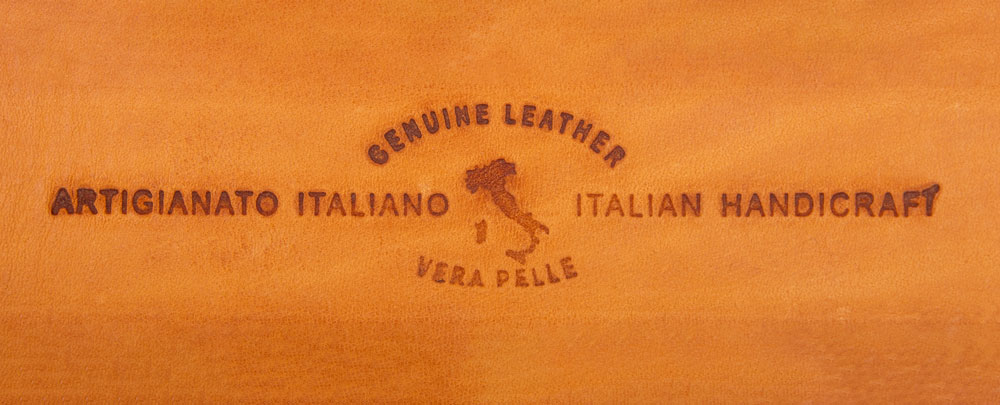 GENUINE LEATHER
ARTIGIANATO ITALIANO ITALIAN HANDICRAFT
VERA PELLE